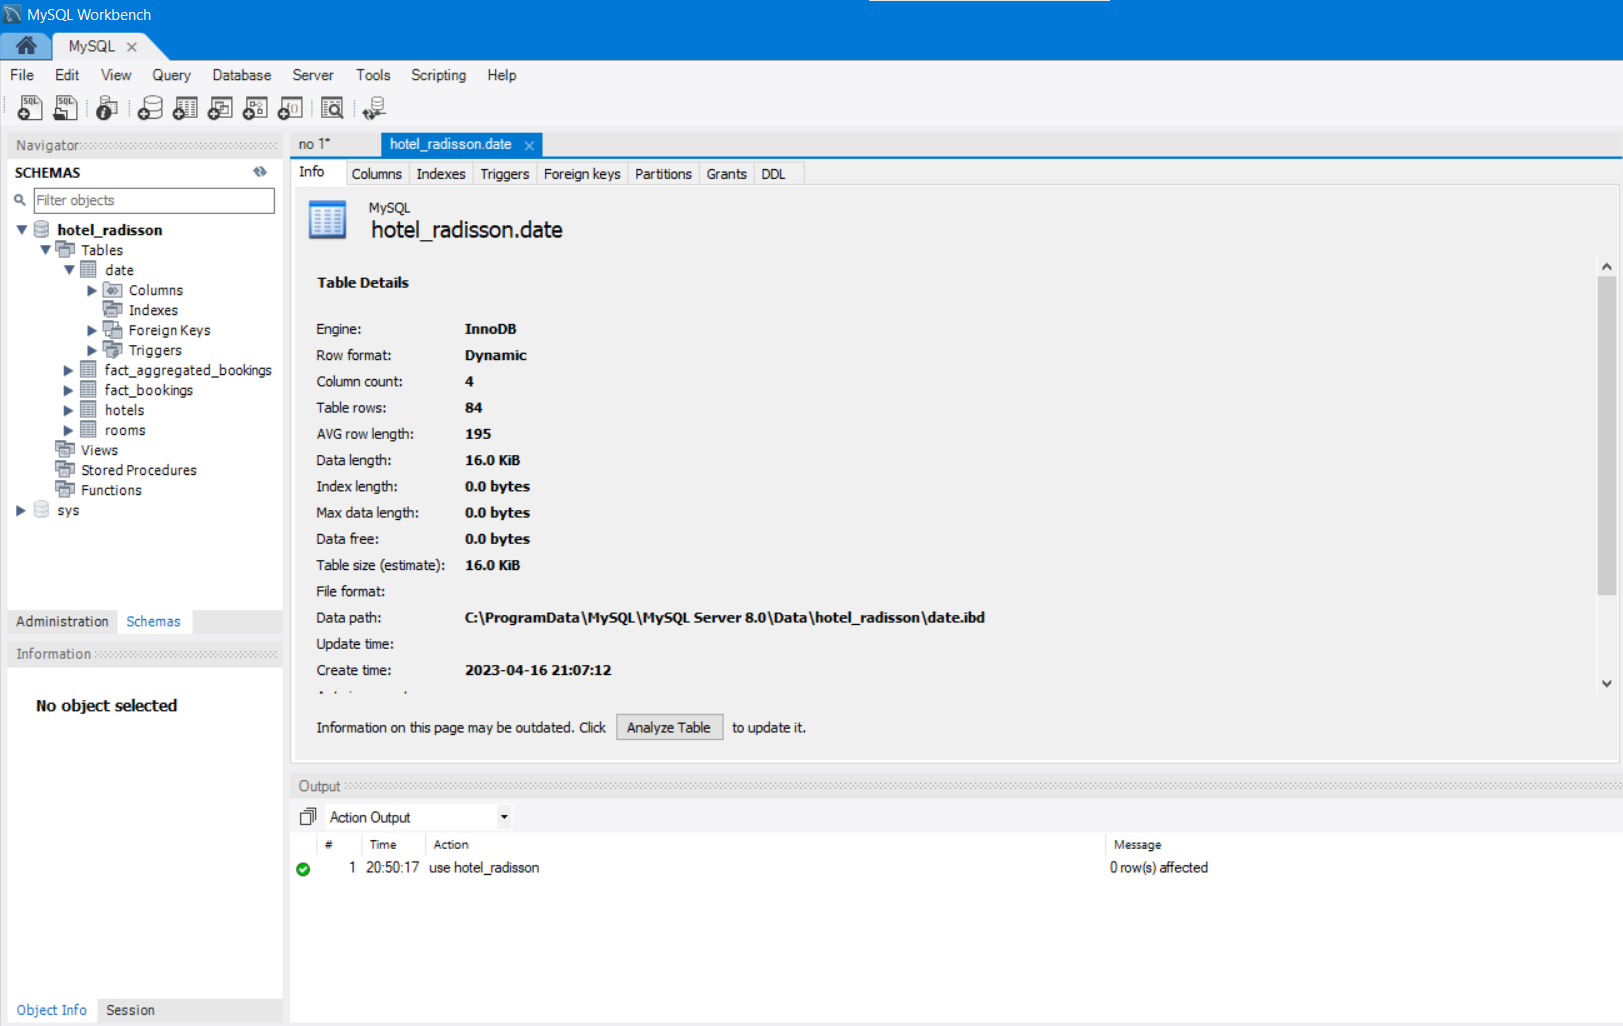 MySQL Workbench
MySQL
File Edit View Query Database Server Tools Scripting Help
Navigator
SCHEMAS
Filter objects
hotel_radisson
Tables
date
Columns
Indexes
Foreign Keys
Triggers
fact_aggregated_bookings
fact_bookings
hotels
rooms
Views
Stored Procedures
Functions
sys
Administration Schemas
Information
No object selected
Object Info Session
no 1* hotel_radisson.date
Info Columns Indexes Triggers Foreign keys Partitions Grants DDL
MySQL
hotel_radisson.date
Table Details
Engine: InnoDB
Row format: Dynamic
Column count: 4
Table rows: 84
AVG row length: 195
Data length: 16.0 KiB
Index length: 0.0 bytes
Max data length: 0.0 bytes
Data free: 0.0 bytes
Table size (estimate): 16.0 KiB
File format:
Data path: C:\ProgramData\MySQL\MySQL Server 8.0\Data\hotel_radisson\date.ibd
Update time:
Create time: 2023-04-16 21:07:12
Information on this page may be outdated. Click Analyze Table to update it.
Output
Action Output
# Time Action Message
1 20:50:17 use hotel_radisson 0 row(s) affected